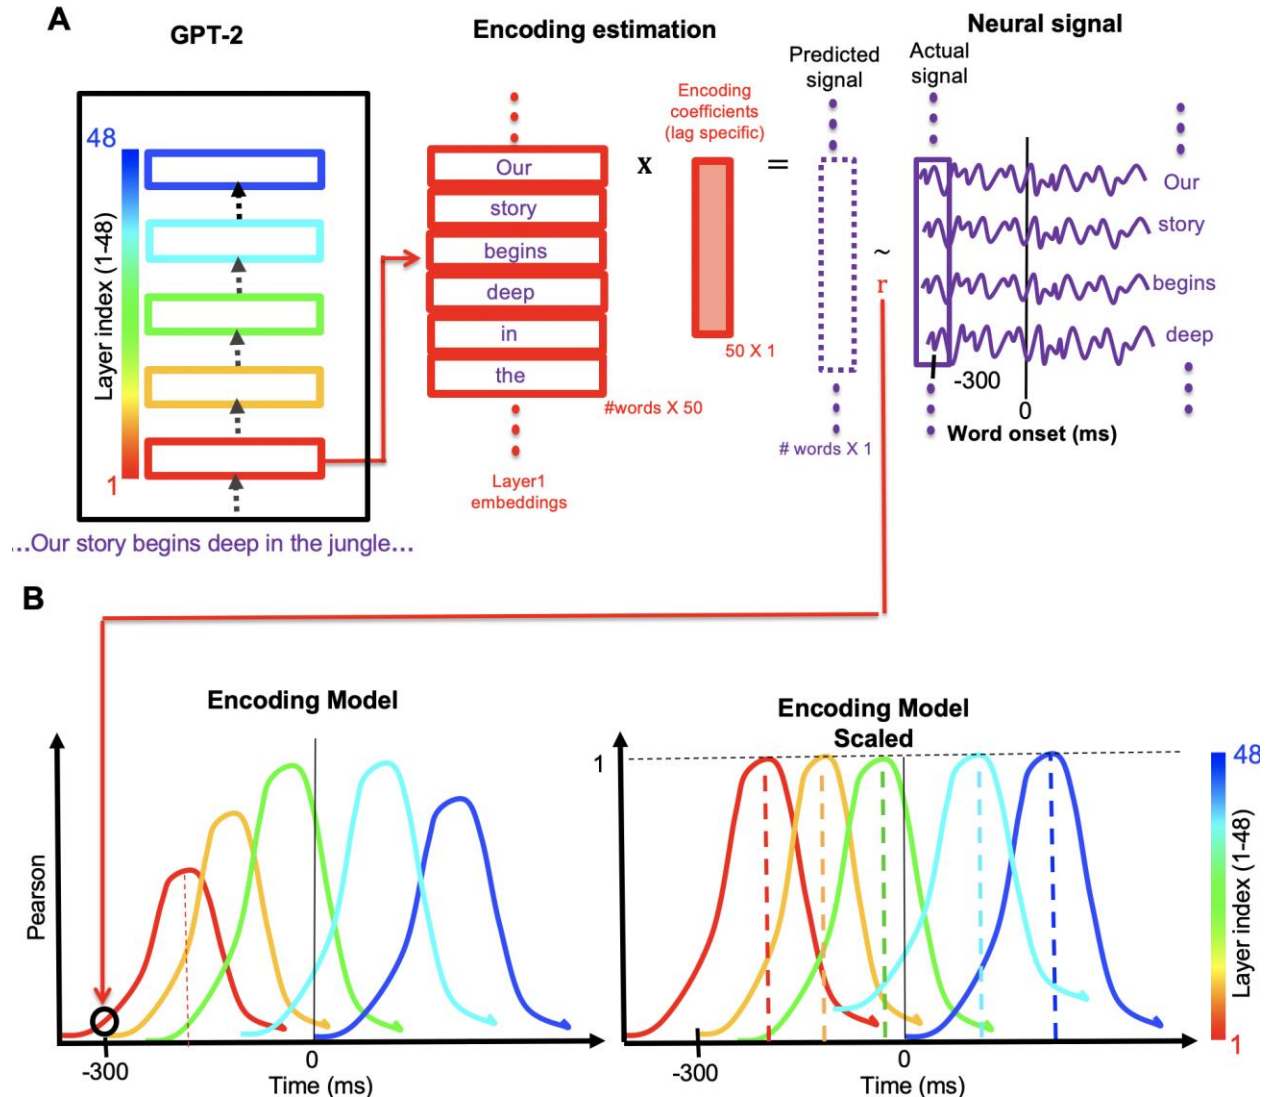 A
GPT-2
Encoding estimation
Neural signal
Predicted
signal
Actual
signal
Encoding
coefficients
(lag specific)
48
Layer index (1-48)
1
Our
story
begins
deep
in
the
x
=
~
r
50 X 1
#words X 50
# words X 1
Layer1
embeddings
Our
story
begins
deep
-300
0
Word onset (ms)
...Our story begins deep in the jungle...
B
Encoding Model
Pearson
-300
0
Time (ms)
Encoding Model
Scaled
1
-300
0
Time (ms)
48
Layer index (1-48)
1